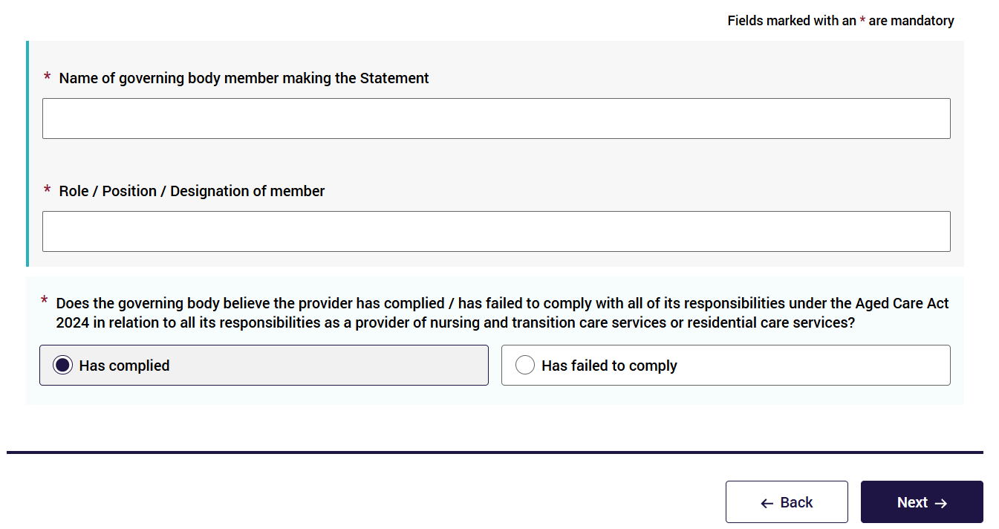 Fields marked with an * are mandatory
* Name of governing body member making the Statement
* Role / Position / Designation of member
* Does the governing body believe the provider has complied / has failed to comply with all of its responsibilities under the Aged Care Act
2024 in relation to all its responsibilities as a provider of nursing and transition care services or residential care services?
Has complied
Has failed to comply
← Back
Next →